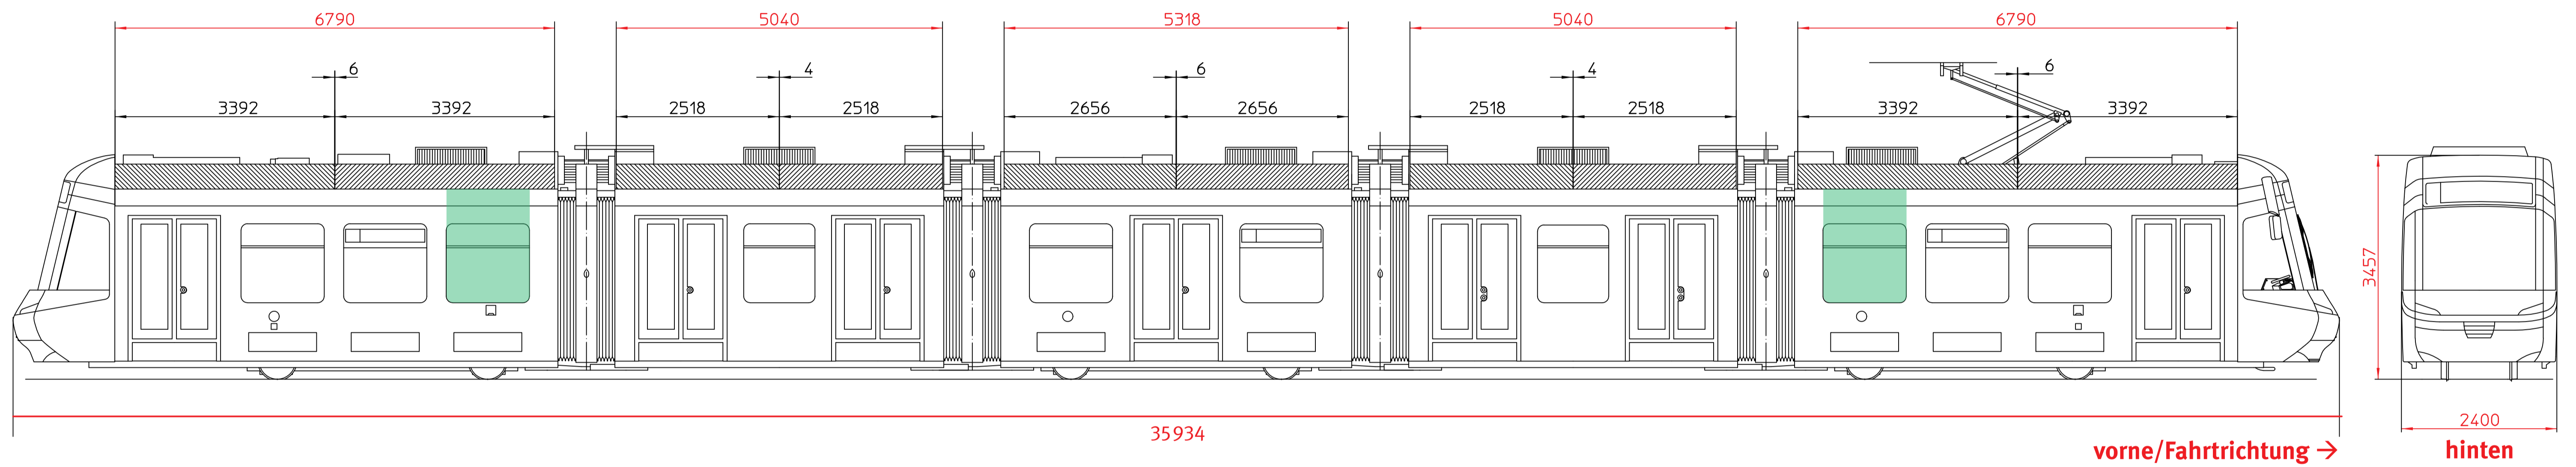 6790 5040 5318 5040 6790
6 4 6 4 6
3392 3392 2518 2518 2656 2656 2518 2518 3392 3392
3457
35934
2400
vorne/Fahrtrichtung →
hinten